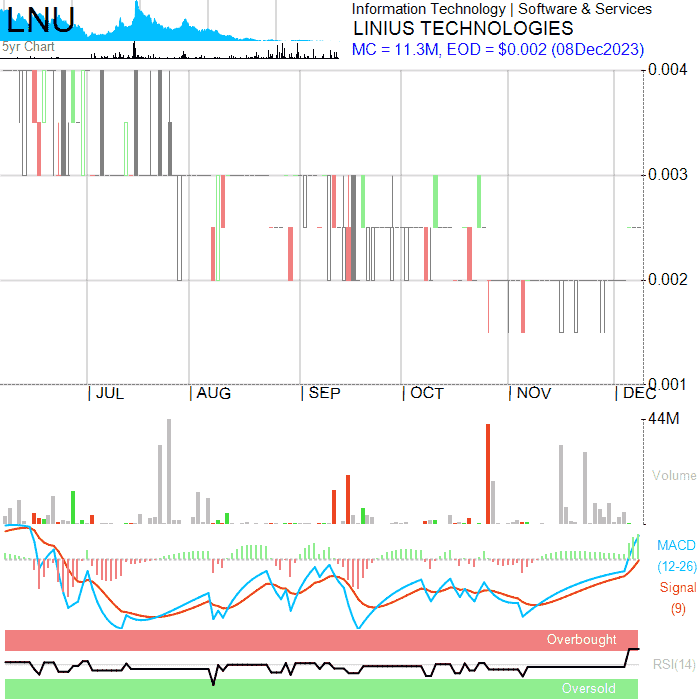 LNU
Information Technology | Software & Services
LINIUS TECHNOLOGIES
5yr Chart
MC = 11.3M, EOD = $0.002 (08Dec2023)
0.004
0.003
0.002
0.001
| JUL | AUG | SEP | OCT | NOV | DEC
44M
Volume
MACD
(12-26)
Signal
(9)
Overbought
RSI(14)
Oversold